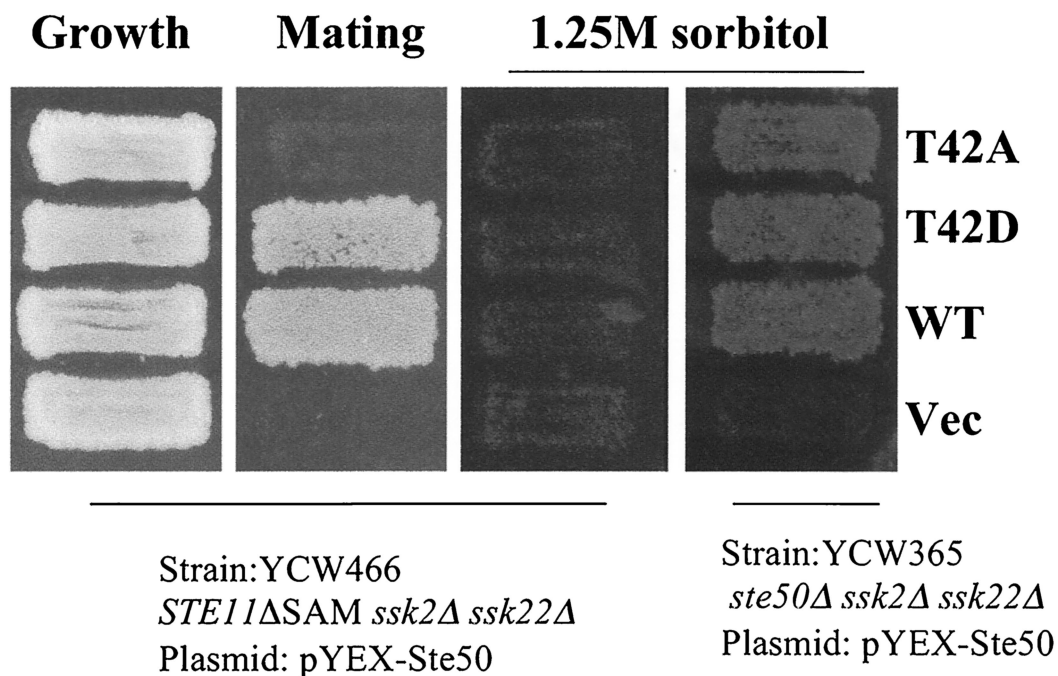 Growth Mating 1.25M sorbitol
T42A
T42D
WT
Vec
Strain:YCW466
STE11ΔSAM ssk2Δ ssk22Δ
Plasmid: pYEX-Ste50
Strain:YCW365
ste50Δ ssk2Δ ssk22Δ
Plasmid: pYEX-Ste50